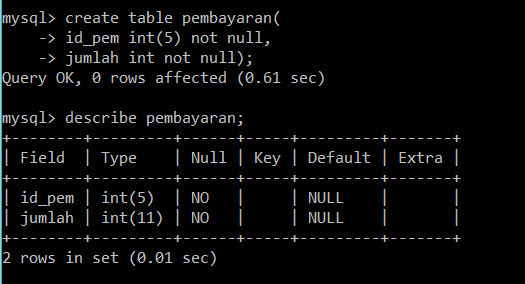 mysql> create table pembayaran(
    -> id_pem int(5) not null,
    -> jumlah int not null);
Query OK, 0 rows affected (0.61 sec)

mysql> describe pembayaran;
+--------+---------+------+-----+---------+-------+
| Field  | Type    | Null | Key | Default | Extra |
+--------+---------+------+-----+---------+-------+
| id_pem | int(5)  | NO   |     | NULL    |       |
| jumlah | int(11) | NO   |     | NULL    |       |
+--------+---------+------+-----+---------+-------+
2 rows in set (0.01 sec)